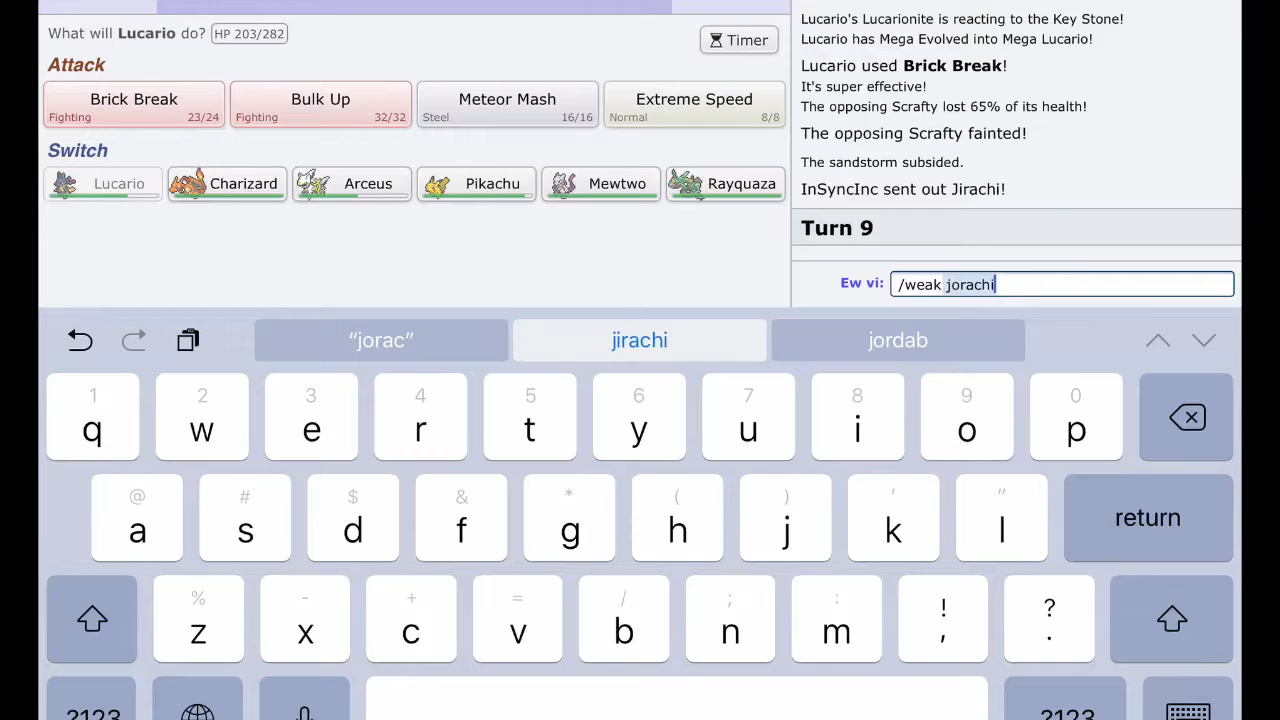 What will Lucario do? HP 203/282
Timer
Attack
Brick Break
Fighting 23/24
Bulk Up
Fighting 32/32
Meteor Mash
Steel 16/16
Extreme Speed
Normal 8/8
Switch
Lucario
Charizard
Arceus
Pikachu
Mewtwo
Rayquaza
Lucario's Lucarionite is reacting to the Key Stone!
Lucario has Mega Evolved into Mega Lucario!
Lucario used Brick Break!
It's super effective!
The opposing Scrafty lost 65% of its health!
The opposing Scrafty fainted!
The sandstorm subsided.
InSyncInc sent out Jirachi!
Turn 9
Ew vi: /weak jorachi
“jorac” jirachi jordab
1 2 3 4 5 6 7 8 9 0
q w e r t y u i o p
@ # $ & * ( ) ' "
a s d f g h j k l return
% - + = / ; : ! ?
z x c v b n m , .
?123 ?123